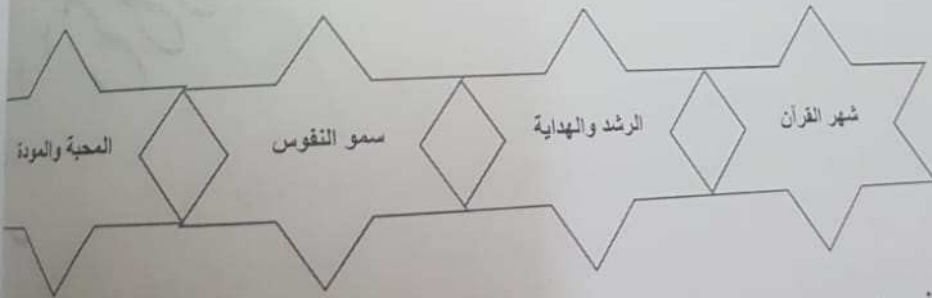 شهر القرآن
الرشد والهداية
سمو النفوس
المحبة والمودة